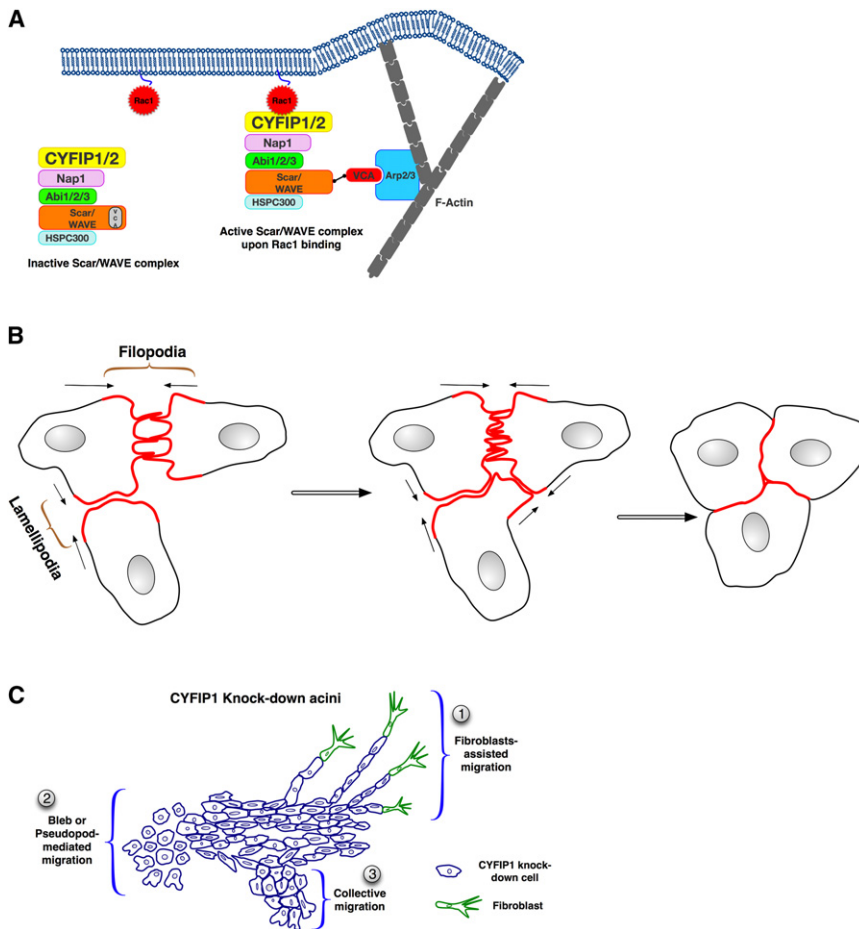 A
Rac1
Rac1
CYFIP1/2
Nap1
Abi1/2/3
Scar/
WAVE
VCA
HSPC300
Inactive Scar/WAVE complex
CYFIP1/2
Nap1
Abi1/2/3
Scar/
WAVE
HSPC300
VCA
Arp2/3
F-Actin
Active Scar/WAVE complex
upon Rac1 binding
B
Filopodia
Lamellipodia
C
CYFIP1 Knock-down acini
1
Fibroblasts-
assisted
migration
2
Bleb or
Pseudopod-
mediated
migration
3
Collective
migration
CYFIP1 knock-
down cell
Fibroblast